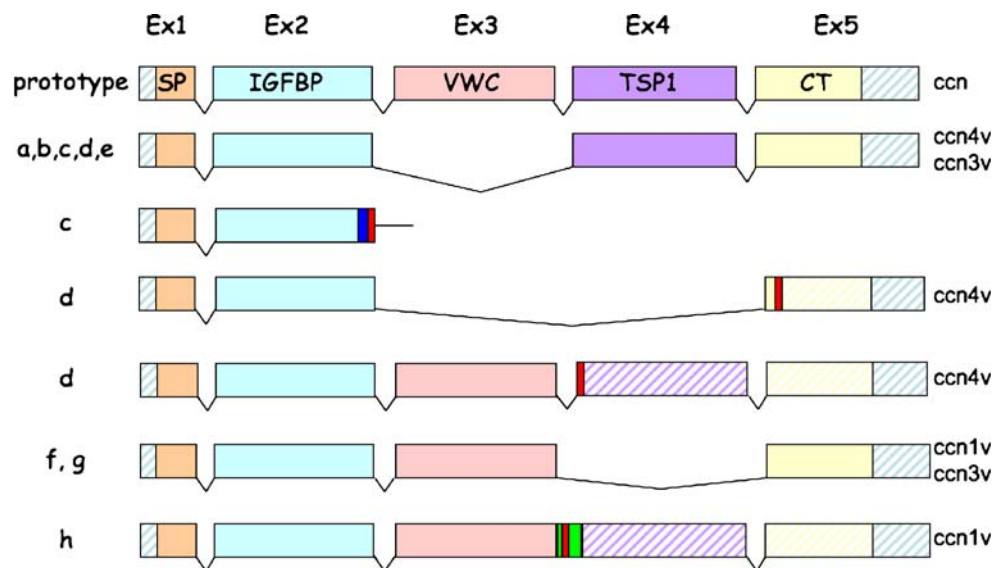 Ex1 Ex2 Ex3 Ex4 Ex5
prototype SP IGFBP VWC TSP1 CT ccn
a,b,c,d,e ccn4v
ccn3v
c
d ccn4v
d ccn4v
f, g ccn1v
ccn3v
h ccn1v